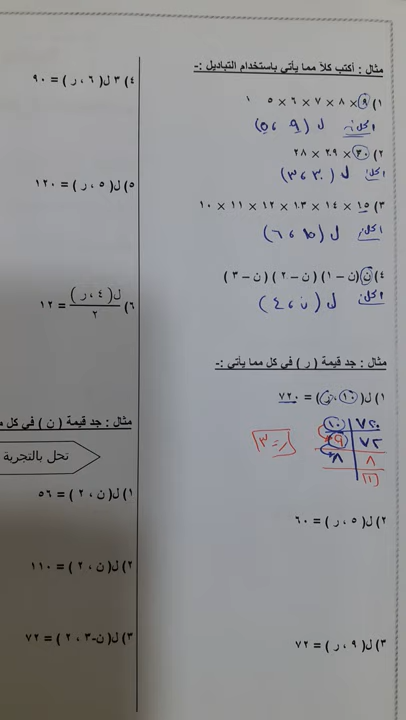 مثال : أكتب كلاً مما يأتي باستخدام التباديل :-
١) ٩ × ٨ × ٧ × ٦ × ٥
الحل: ل (٩ ، ٥)
٢) ٣٠ × ٢٩ × ٢٨
الحل: ل (٣٠ ، ٣)
٣) ١٥ × ١٤ × ١٣ × ١٢ × ١١ × ١٠
الحل: ل (١٥ ، ٦)
٤) ن(ن – ١) (ن – ٢) (ن – ٣)
الحل: ل (ن ، ٤)
مثال : جد قيمة ( ر ) في كل مما يأتي :-
١) ل(١٠ ، ر) = ٧٢٠
٧٢٠ ١٠
٧٢ ٩
٨ ٨
١
ر = ٣
٢) ل(٥ ، ر) = ٦٠
٣) ل(٩ ، ر) = ٧٢
٤) ٣ ل(٦ ، ر) = ٩٠
٥) ل(٥ ، ر) = ١٢٠
٦) ل(٤ ، ر) / ٢ = ١٢
مثال : جد قيمة ( ن ) في كل
تحل بالتجربة
١) ل(ن ، ٢) = ٥٦
٢) ل(ن ، ٢) = ١١٠
٣) ل(ن-٣ ، ٢) = ٧٢